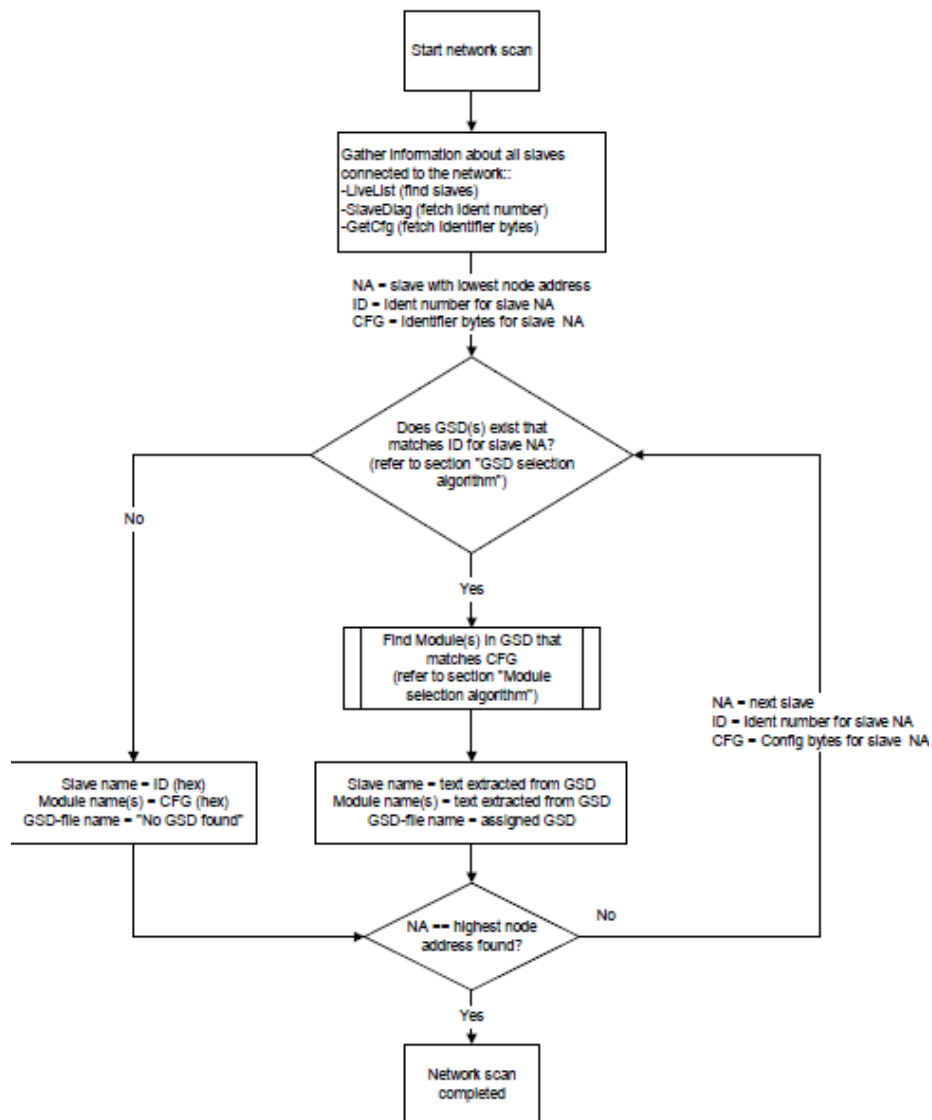 Start network scan
Gather Information about all slaves
connected to the network::
-LiveList (find slaves)
-SlaveDiag (fetch Ident number)
-GetCfg (fetch Identifier bytes)
NA = slave with lowest node address
ID = Ident number for slave NA
CFG = Identifier bytes for slave NA
Does GSD(s) exist that
matches ID for slave NA?
(refer to section "GSD selection
algorithm")
No
Yes
Find Module(s) In GSD that
matches CFG
(refer to section "Module
selection algorithm")
NA = next slave
ID = Ident number for slave NA
CFG = Config bytes for slave NA
Slave name = ID (hex)
Module name(s) = CFG (hex)
GSD-file name = "No GSD found"
Slave name = text extracted from GSD
Module name(s) = text extracted from GSD
GSD-file name = assigned GSD
NA == highest node
address found?
No
Yes
Network scan
completed